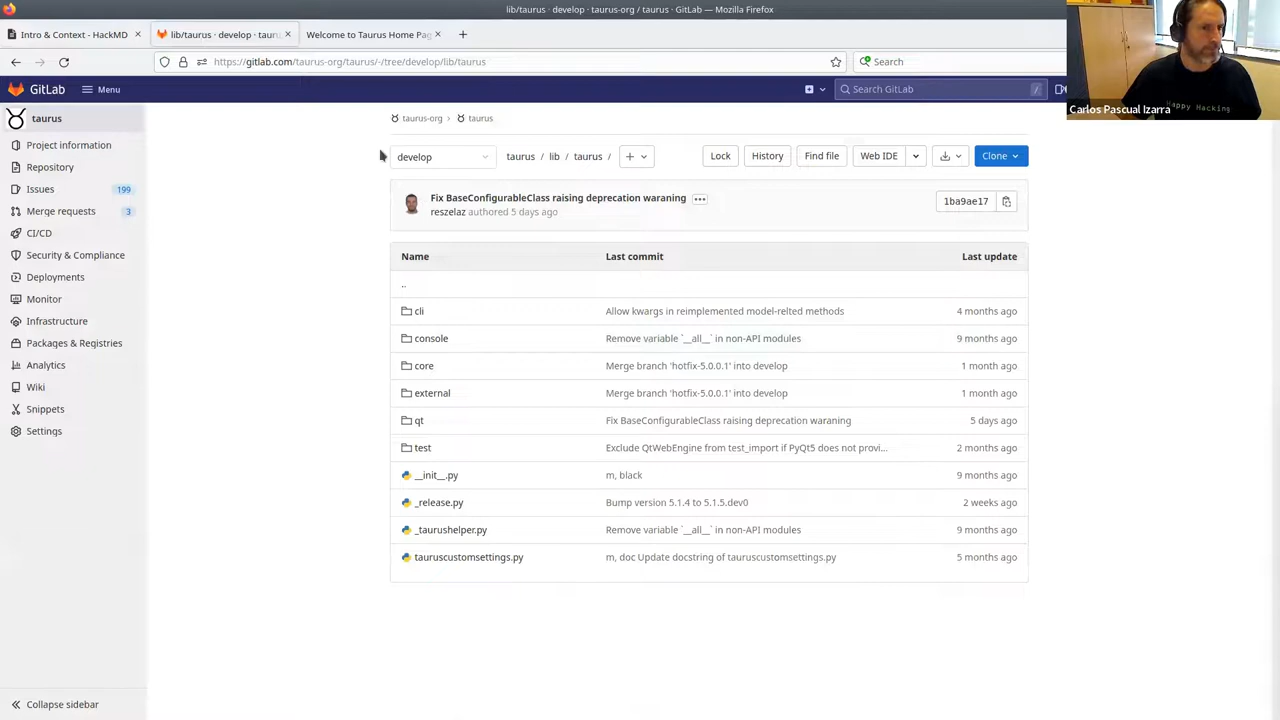 lib/taurus · develop · taurus-org / taurus · GitLab — Mozilla Firefox
Intro & Context - HackMD
lib/taurus · develop · tauru
Welcome to Taurus Home Pag
https://gitlab.com/taurus-org/taurus/-/tree/develop/lib/taurus
Search
GitLab
Menu
Search GitLab
/
Carlos Pascual Izarra
Happy Hacking
taurus
Project information
Repository
Issues 199
Merge requests 3
CI/CD
Security & Compliance
Deployments
Monitor
Infrastructure
Packages & Registries
Analytics
Wiki
Snippets
Settings
Collapse sidebar
taurus-org > taurus
develop
taurus / lib / taurus /
+
Lock
History
Find file
Web IDE
Clone
Fix BaseConfigurableClass raising deprecation waraning
reszelaz authored 5 days ago
1ba9ae17
Name Last commit Last update
..
cli Allow kwargs in reimplemented model-relted methods 4 months ago
console Remove variable `__all__` in non-API modules 9 months ago
core Merge branch 'hotfix-5.0.0.1' into develop 1 month ago
external Merge branch 'hotfix-5.0.0.1' into develop 1 month ago
qt Fix BaseConfigurableClass raising deprecation waraning 5 days ago
test Exclude QtWebEngine from test_import if PyQt5 does not provi... 2 months ago
__init__.py m, black 9 months ago
_release.py Bump version 5.1.4 to 5.1.5.dev0 2 weeks ago
_taurushelper.py Remove variable `__all__` in non-API modules 9 months ago
tauruscustomsettings.py m, doc Update docstring of tauruscustomsettings.py 5 months ago